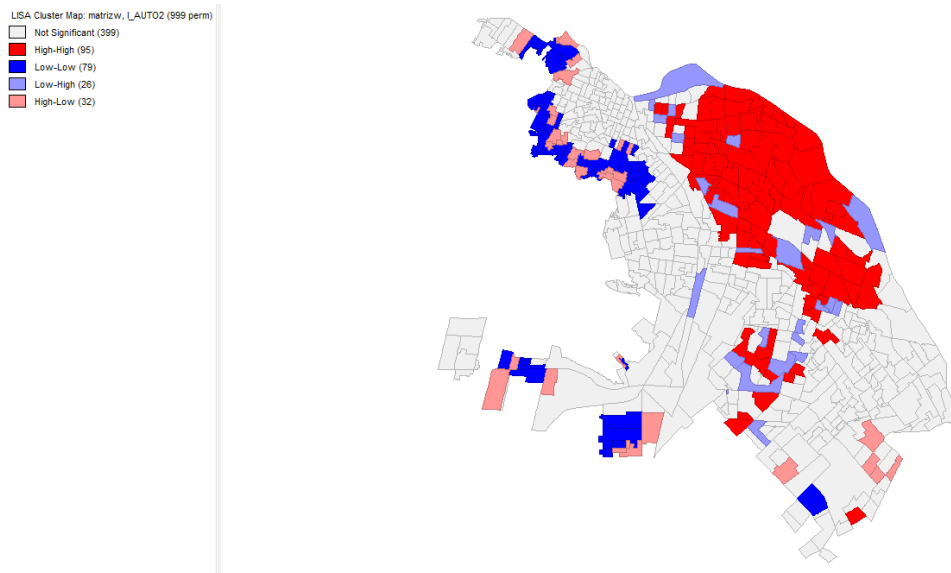 LISA Cluster Map: matrizw, I_AUTO2 (999 perm)
Not Significant (399)
High-High (95)
Low-Low (79)
Low-High (26)
High-Low (32)